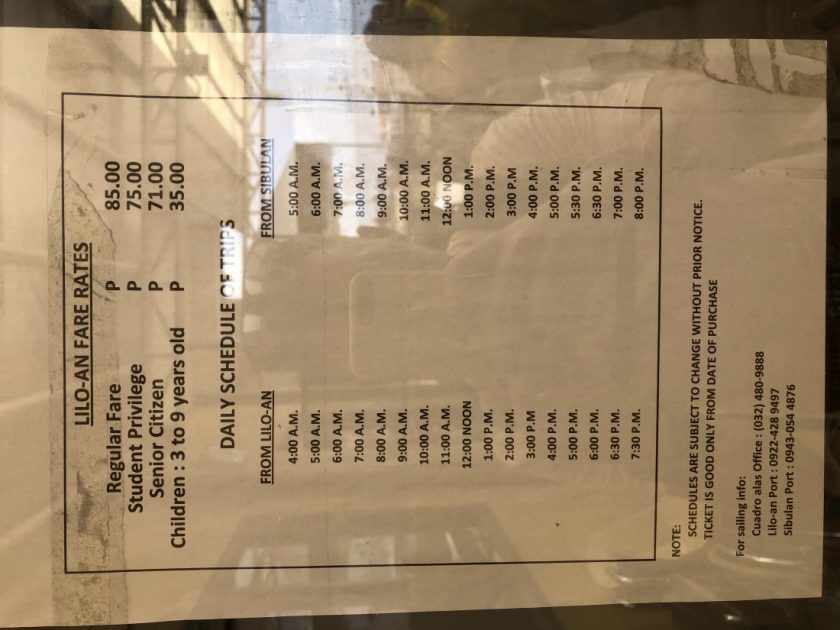 LILO-AN FARE RATES
Regular Fare P 85.00
Student Privilege P 75.00
Senior Citizen P 71.00
Children : 3 to 9 years old P 35.00
DAILY SCHEDULE OF TRIPS
FROM LILO-AN FROM SIBULAN
4:00 A.M. 5:00 A.M.
5:00 A.M. 6:00 A.M.
6:00 A.M. 7:00 A.M.
7:00 A.M. 8:00 A.M.
8:00 A.M. 9:00 A.M.
9:00 A.M. 10:00 A.M.
10:00 A.M. 11:00 A.M.
11:00 A.M. 12:00 NOON
12:00 NOON 1:00 P.M.
1:00 P.M. 2:00 P.M.
2:00 P.M. 3:00 P.M
3:00 P.M 4:00 P.M.
4:00 P.M. 5:00 P.M.
5:00 P.M. 5:30 P.M.
6:00 P.M. 6:30 P.M.
6:30 P.M. 7:00 P.M.
7:30 P.M. 8:00 P.M.
NOTE:
SCHEDULES ARE SUBJECT TO CHANGE WITHOUT PRIOR NOTICE.
TICKET IS GOOD ONLY FROM DATE OF PURCHASE
For sailing info:
Cuadro alas Office : (032) 480-9888
Lilo-an Port : 0922-428 9497
Sibulan Port : 0943-054 4876